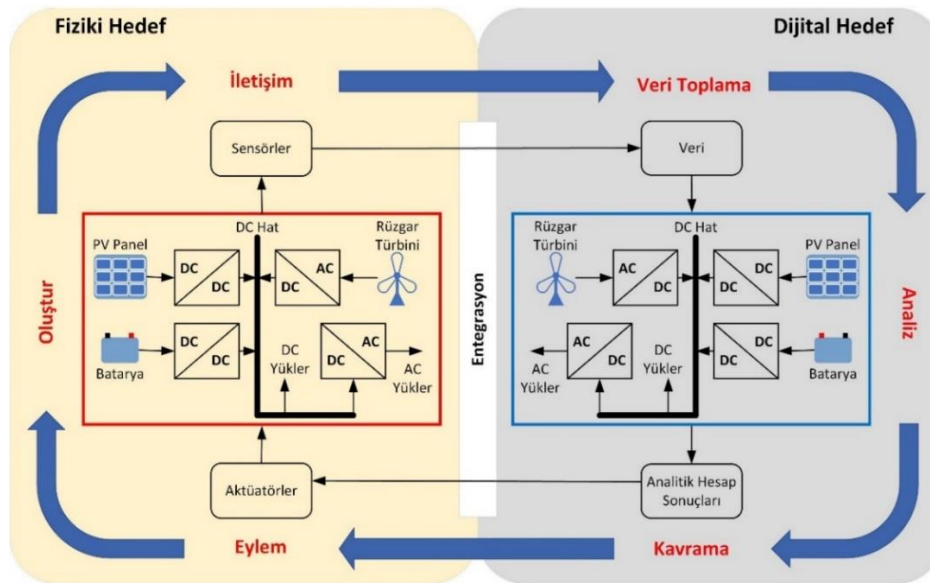 Fiziki Hedef
Dijital Hedef
İletişim
Veri Toplama
Sensörler
Veri
Oluştur
DC Hat
PV Panel
DC
DC
AC
DC
Rüzgar
Türbini
Batarya
DC
DC
DC
Yükler
AC
DC
AC
Yükler
Entegrasyon
DC Hat
Rüzgar
Türbini
AC
DC
DC
DC
PV Panel
AC
Yükler
AC
DC
DC
Yükler
DC
DC
Batarya
Analiz
Aktüatörler
Analitik Hesap
Sonuçları
Eylem
Kavrama